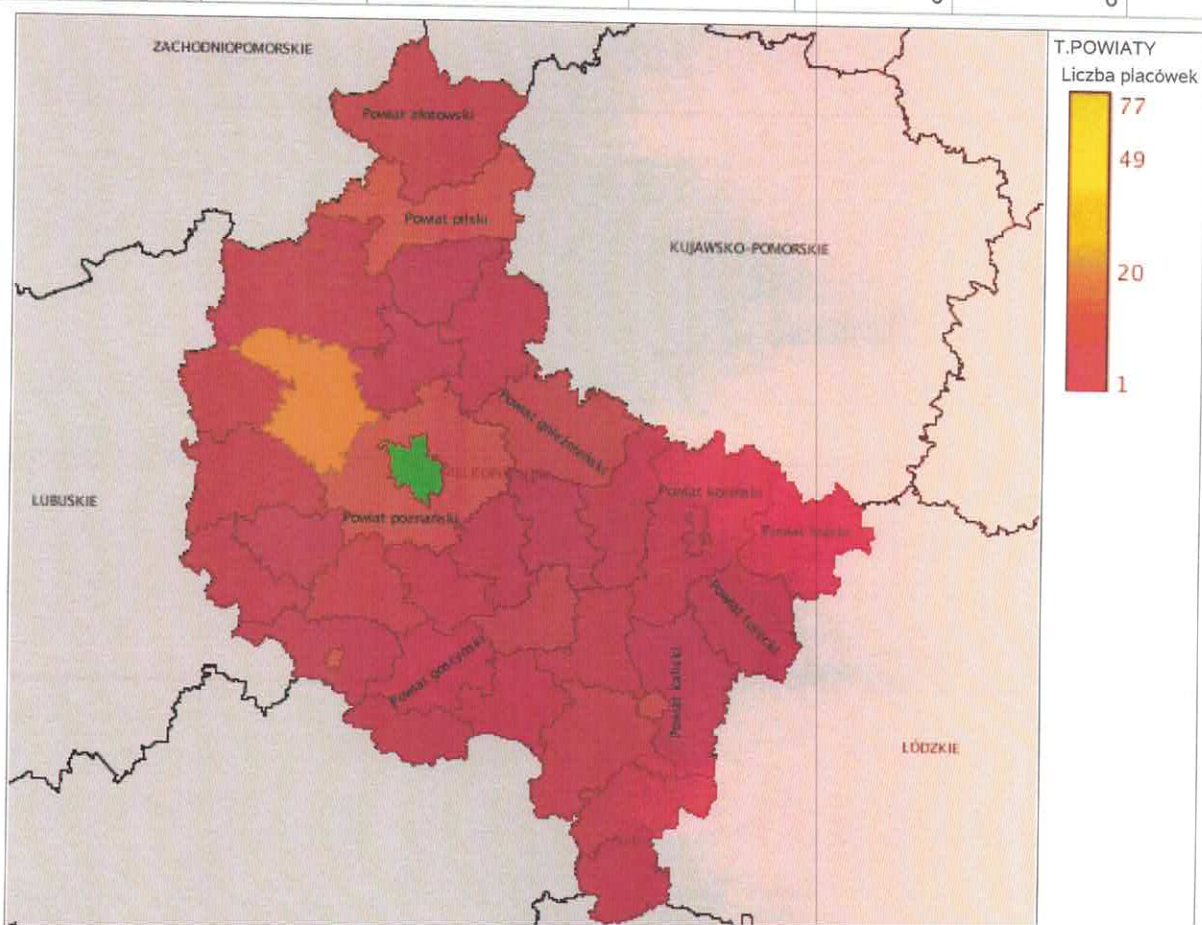 ZACHODNIOPOMORSKIE
T.POWIATY
Liczba placówek
77
49
20
1
Powiat złotowski
Powiat pilski
KUJAWSKO-POMORSKIE
Powiat gnieźnieński
LUBUSKIE
Powiat koniński
Powiat poznański
Powiat turecki
Powiat gostyński
Powiat kaliski
ŁÓDZKIE